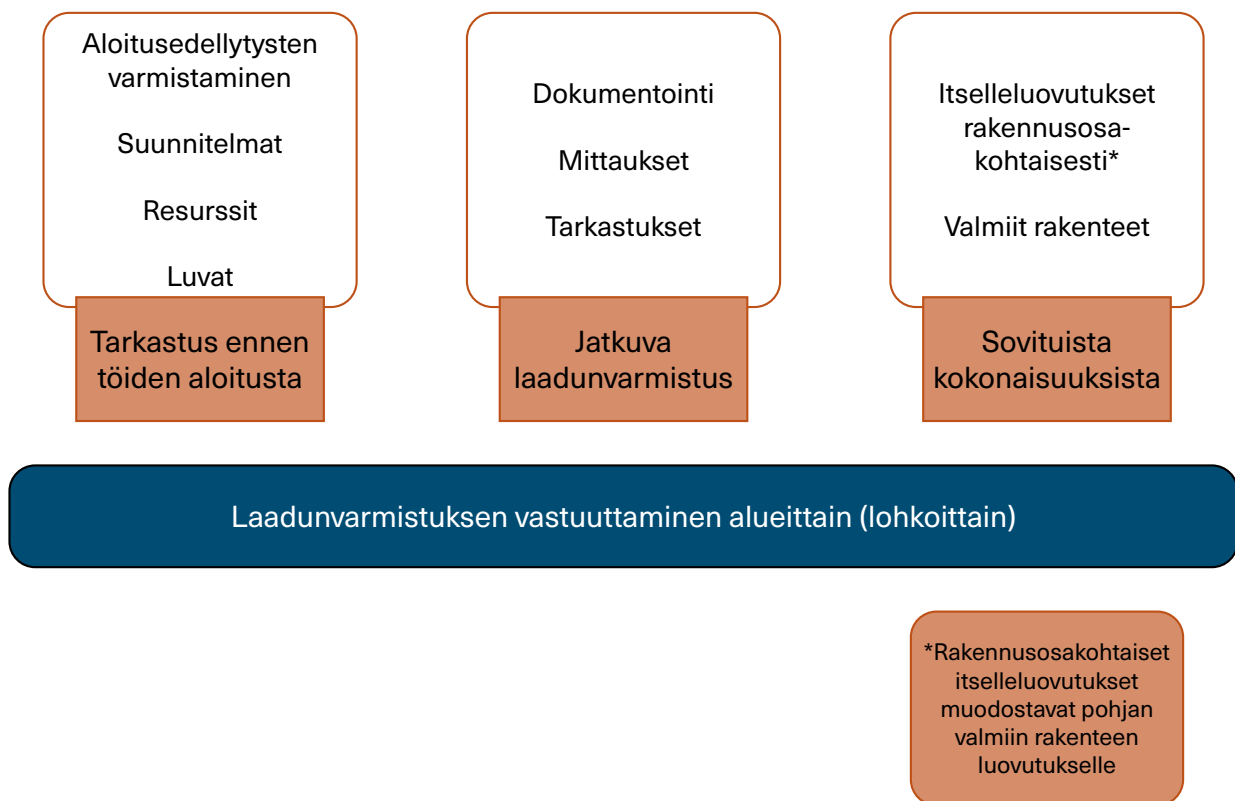 Aloitusedellytysten
varmistaminen
Suunnitelmat
Resurssit
Luvat
Tarkastus ennen
töiden aloitusta
Dokumentointi
Mittaukset
Tarkastukset
Jatkuva
laadunvarmistus
Itselleluovutukset
rakennusosa-
kohtaisesti*
Valmiit rakenteet
Sovituista
kokonaisuuksista
Laadunvarmistuksen vastuuttaminen alueittain (lohkoittain)
*Rakennusosakohtaiset
itselleluovutukset
muodostavat pohjan
valmiin rakenteen
luovutukselle